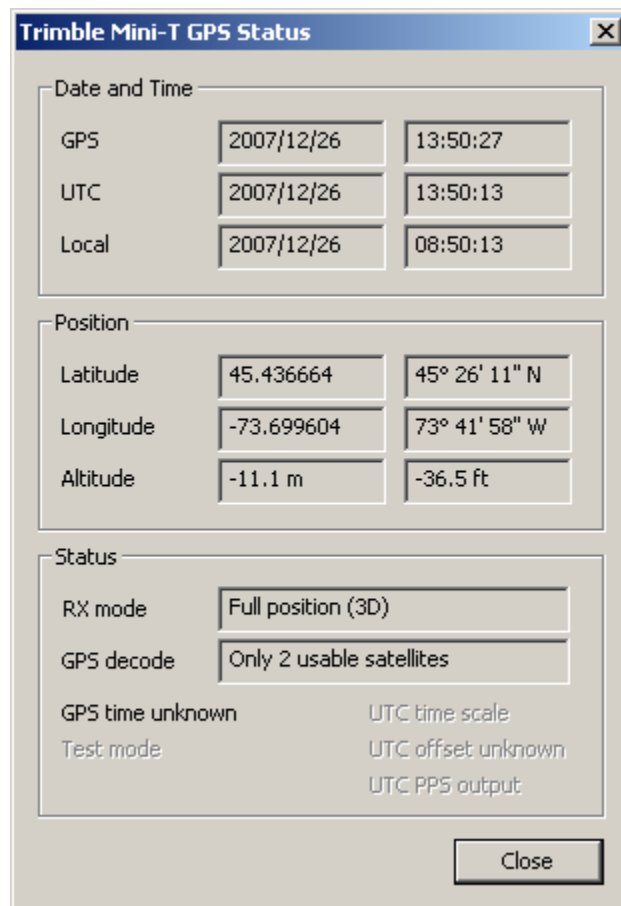 Trimble Mini-T GPS Status
Date and Time
GPS 2007/12/26 13:50:27
UTC 2007/12/26 13:50:13
Local 2007/12/26 08:50:13
Position
Latitude 45.436664 45° 26' 11" N
Longitude -73.699604 73° 41' 58" W
Altitude -11.1 m -36.5 ft
Status
RX mode Full position (3D)
GPS decode Only 2 usable satellites
GPS time unknown UTC time scale
Test mode UTC offset unknown
UTC PPS output
Close